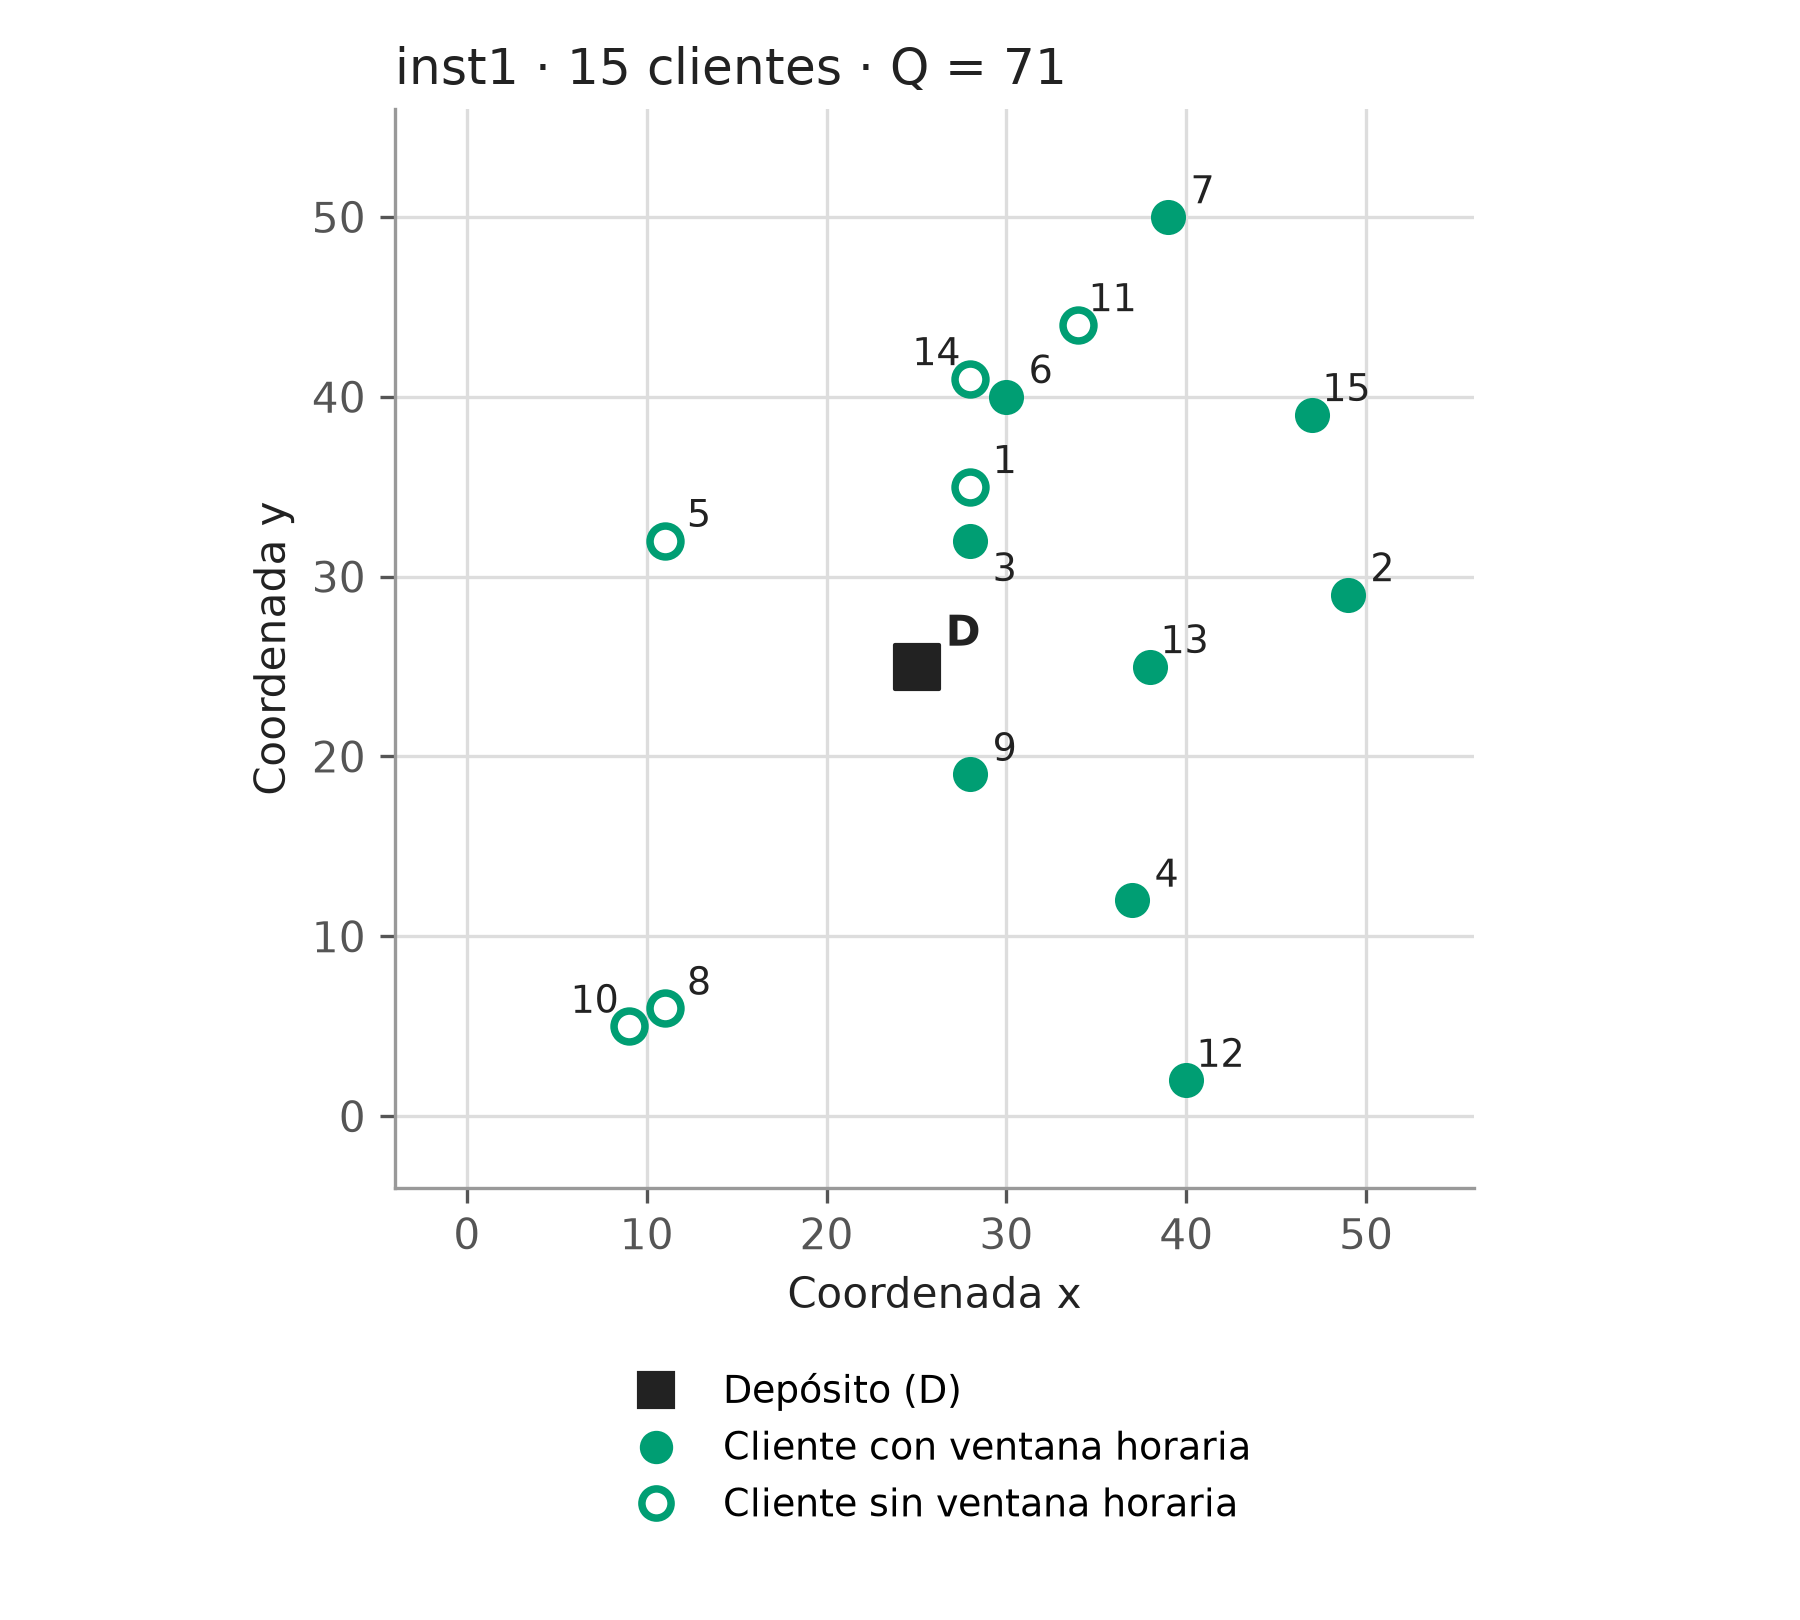 inst1 · 15 clientes · Q = 71
7
50
11
14
6
15
40
1
5
3
2
30
D
13
9
20
4
10
10
8
12
0
Coordenada y
0 10 20 30 40 50
Coordenada x
Depósito (D)
Cliente con ventana horaria
Cliente sin ventana horaria